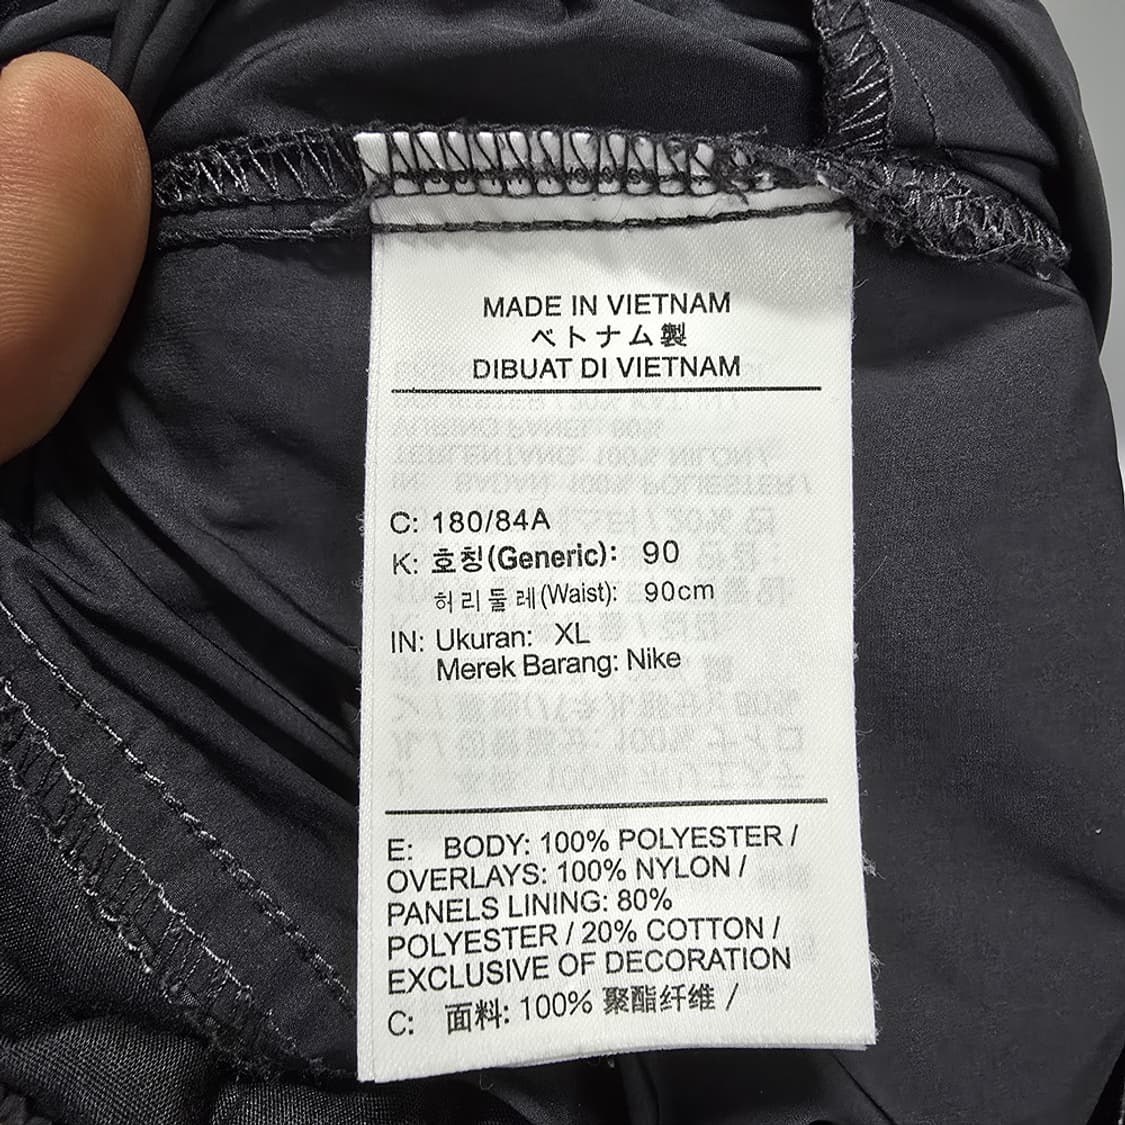 MADE IN VIETNAM
ベトナム製
DIBUAT DI VIETNAM
C: 180/84A
K: 호칭(Generic): 90
허리둘레(Waist): 90cm
IN: Ukuran: XL
Merek Barang: Nike
E: BODY: 100% POLYESTER /
OVERLAYS: 100% NYLON /
PANELS LINING: 80%
POLYESTER / 20% COTTON /
EXCLUSIVE OF DECORATION
C: 面料: 100% 聚酯纤维 /